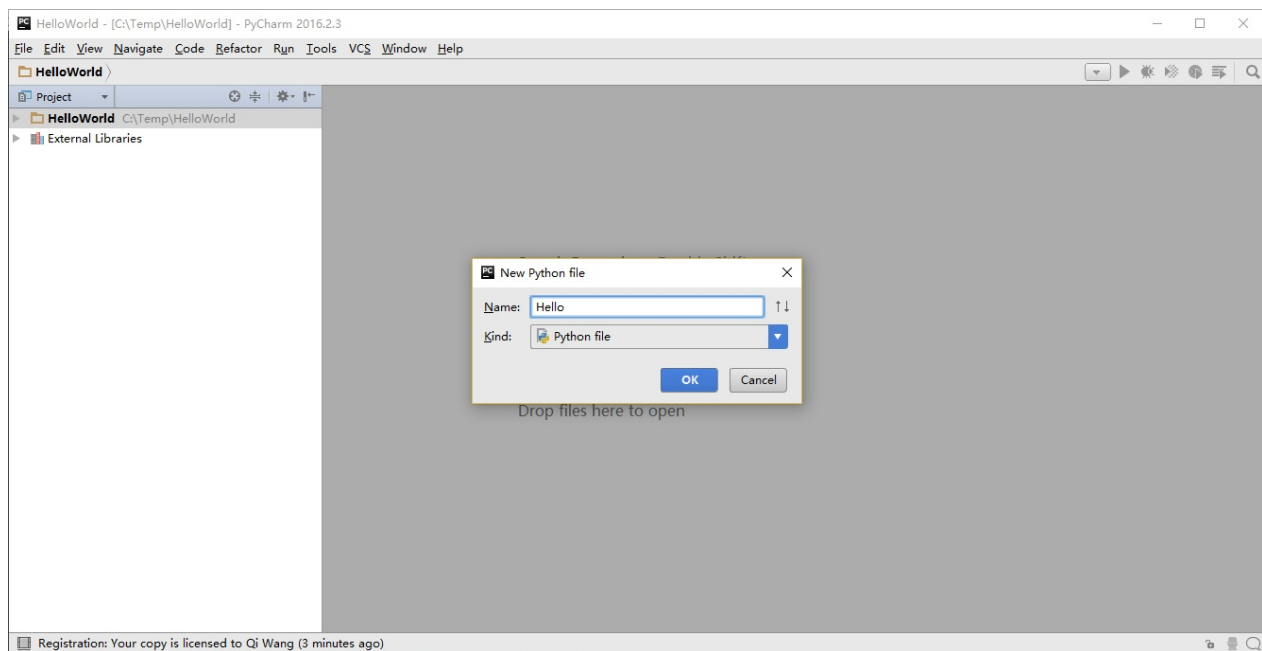 PC HelloWorld - [C:\Temp\HelloWorld] - PyCharm 2016.2.3
File Edit View Navigate Code Refactor Run Tools VCS Window Help
HelloWorld
Project
HelloWorld C:\Temp\HelloWorld
External Libraries
PC New Python file
Name: Hello
Kind: Python file
OK Cancel
Drop files here to open
Registration: Your copy is licensed to Qi Wang (3 minutes ago)